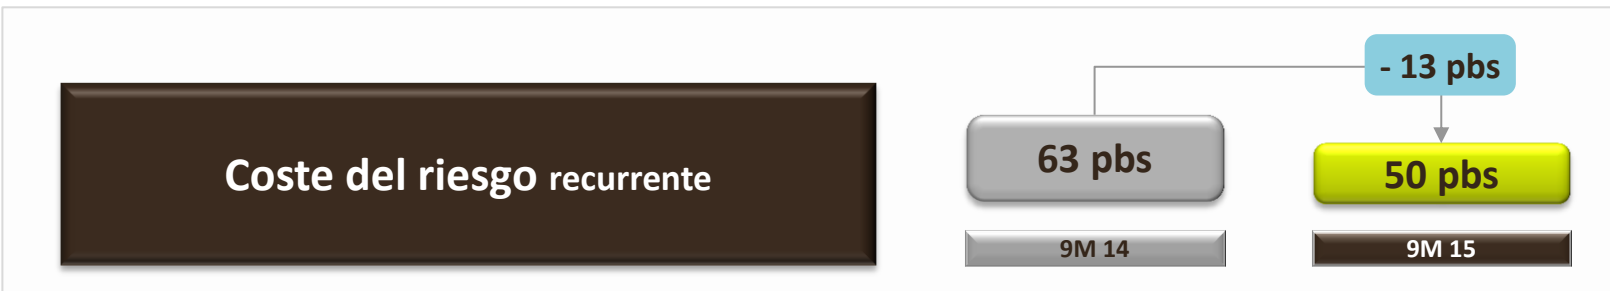 - 13 pbs
Coste del riesgo recurrente
63 pbs
50 pbs
9M 14
9M 15